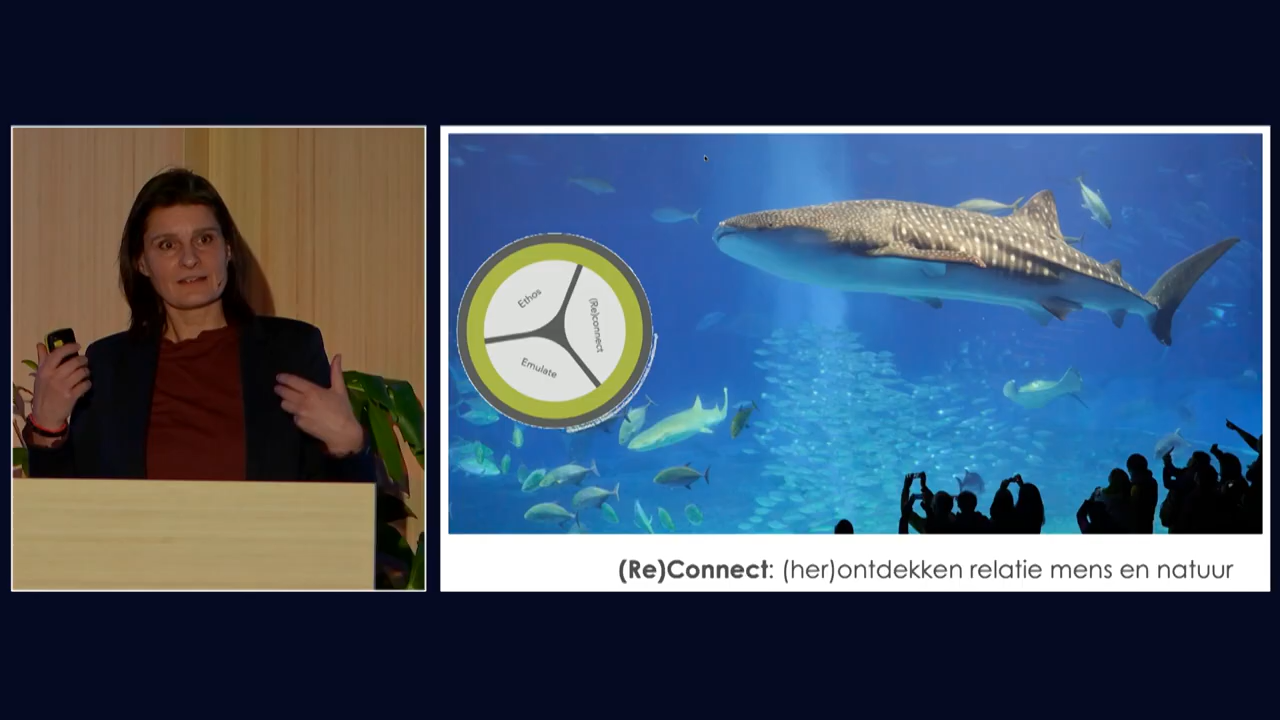 Ethos
(Re)connect
Emulate
(Re)Connect: (her)ontdekken relatie mens en natuur